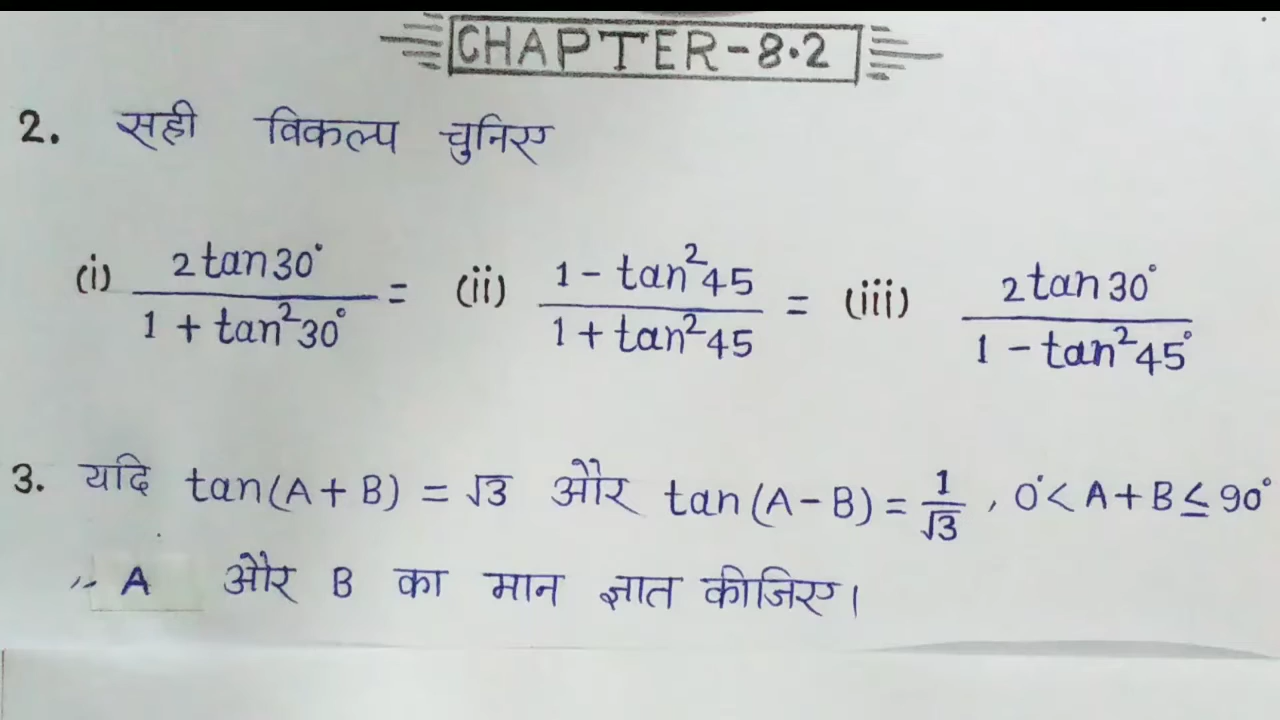 CHAPTER-8.2
2. सही विकल्प चुनिए
(i) 2tan30°/1 + tan²30° = (ii) 1 - tan²45/1 + tan²45 = (iii) 2tan30°/1 - tan²45°
3. यदि tan(A+B) = √3 और tan(A-B) = 1/√3 , 0°< A+B ≤ 90°
A और B का मान ज्ञात कीजिए।